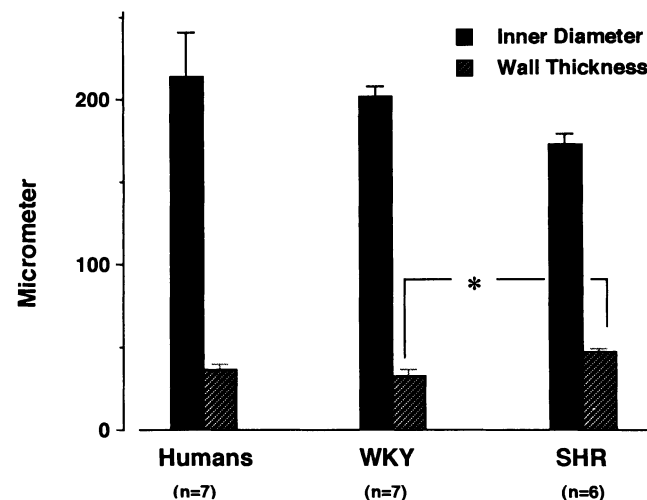 Inner Diameter
Wall Thickness
Micrometer
200
100
0
*
Humans
WKY
SHR
(n=7)
(n=7)
(n=6)